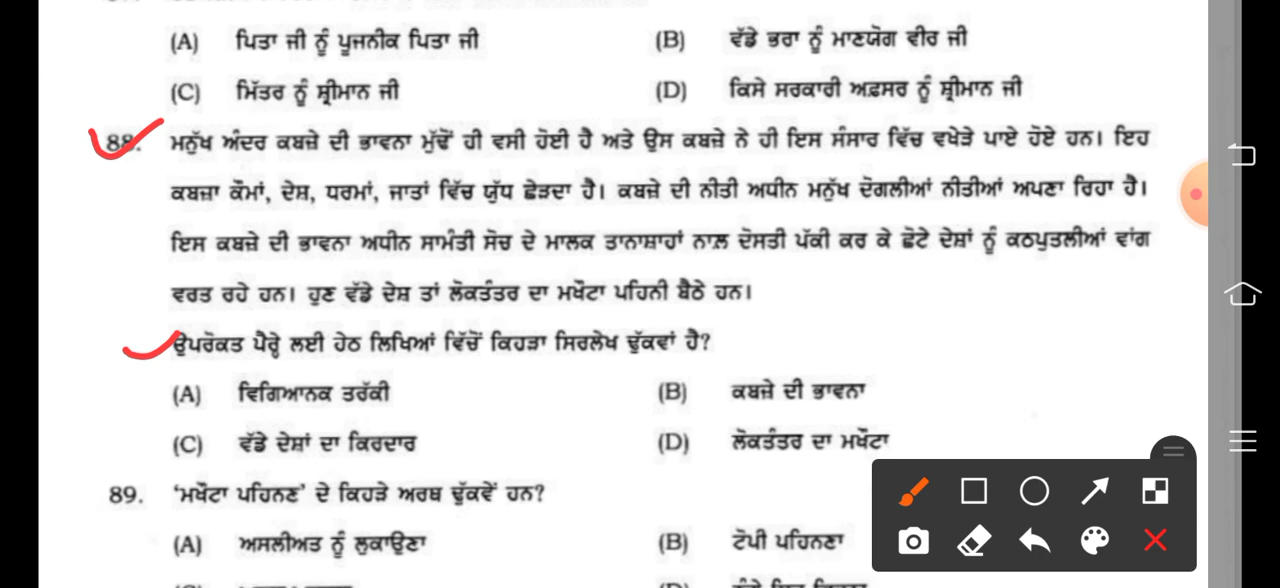 (A) ਪਿਤਾ ਜੀ ਨੂੰ ਪੂਜਨੀਕ ਪਿਤਾ ਜੀ (B) ਵੱਡੇ ਭਰਾ ਨੂੰ ਮਾਣਯੋਗ ਵੀਰ ਜੀ
(C) ਮਿੱਤਰ ਨੂੰ ਸ਼੍ਰੀਮਾਨ ਜੀ (D) ਕਿਸੇ ਸਰਕਾਰੀ ਅਫ਼ਸਰ ਨੂੰ ਸ਼੍ਰੀਮਾਨ ਜੀ
88. ਮਨੁੱਖ ਅੰਦਰ ਕਬਜ਼ੇ ਦੀ ਭਾਵਨਾ ਮੁੱਢੋਂ ਹੀ ਵਸੀ ਹੋਈ ਹੈ ਅਤੇ ਉਸ ਕਬਜ਼ੇ ਨੇ ਹੀ ਇਸ ਸੰਸਾਰ ਵਿੱਚ ਵਖੇੜੇ ਪਾਏ ਹੋਏ ਹਨ। ਇਹ
ਕਬਜ਼ਾ ਕੌਮਾਂ, ਦੇਸ਼, ਧਰਮਾਂ, ਜਾਤਾਂ ਵਿੱਚ ਯੁੱਧ ਛੇੜਦਾ ਹੈ। ਕਬਜ਼ੇ ਦੀ ਨੀਤੀ ਅਧੀਨ ਮਨੁੱਖ ਦੋਗਲੀਆਂ ਨੀਤੀਆਂ ਅਪਣਾ ਰਿਹਾ ਹੈ।
ਇਸ ਕਬਜ਼ੇ ਦੀ ਭਾਵਨਾ ਅਧੀਨ ਸਾਮੰਤੀ ਸੋਚ ਦੇ ਮਾਲਕ ਤਾਨਾਸ਼ਾਹਾਂ ਨਾਲ਼ ਦੋਸਤੀ ਪੱਕੀ ਕਰ ਕੇ ਛੋਟੇ ਦੇਸ਼ਾਂ ਨੂੰ ਕਠਪੁਤਲੀਆਂ ਵਾਂਗ
ਵਰਤ ਰਹੇ ਹਨ। ਹੁਣ ਵੱਡੇ ਦੇਸ਼ ਤਾਂ ਲੋਕਤੰਤਰ ਦਾ ਮਖੌਟਾ ਪਹਿਨੀ ਬੈਠੇ ਹਨ।
ਉਪਰੋਕਤ ਪੈਰ੍ਹੇ ਲਈ ਹੇਠ ਲਿਖਿਆਂ ਵਿੱਚੋਂ ਕਿਹੜਾ ਸਿਰਲੇਖ ਢੁੱਕਵਾਂ ਹੈ?
(A) ਵਿਗਿਆਨਕ ਤਰੱਕੀ (B) ਕਬਜ਼ੇ ਦੀ ਭਾਵਨਾ
(C) ਵੱਡੇ ਦੇਸ਼ਾਂ ਦਾ ਕਿਰਦਾਰ (D) ਲੋਕਤੰਤਰ ਦਾ ਮਖੌਟਾ
89. ‘ਮਖੌਟਾ ਪਹਿਨਣ’ ਦੇ ਕਿਹੜੇ ਅਰਥ ਢੁੱਕਵੇਂ ਹਨ?
(A) ਅਸਲੀਅਤ ਨੂੰ ਲੁਕਾਉਣਾ (B) ਟੋਪੀ ਪਹਿਨਣਾ